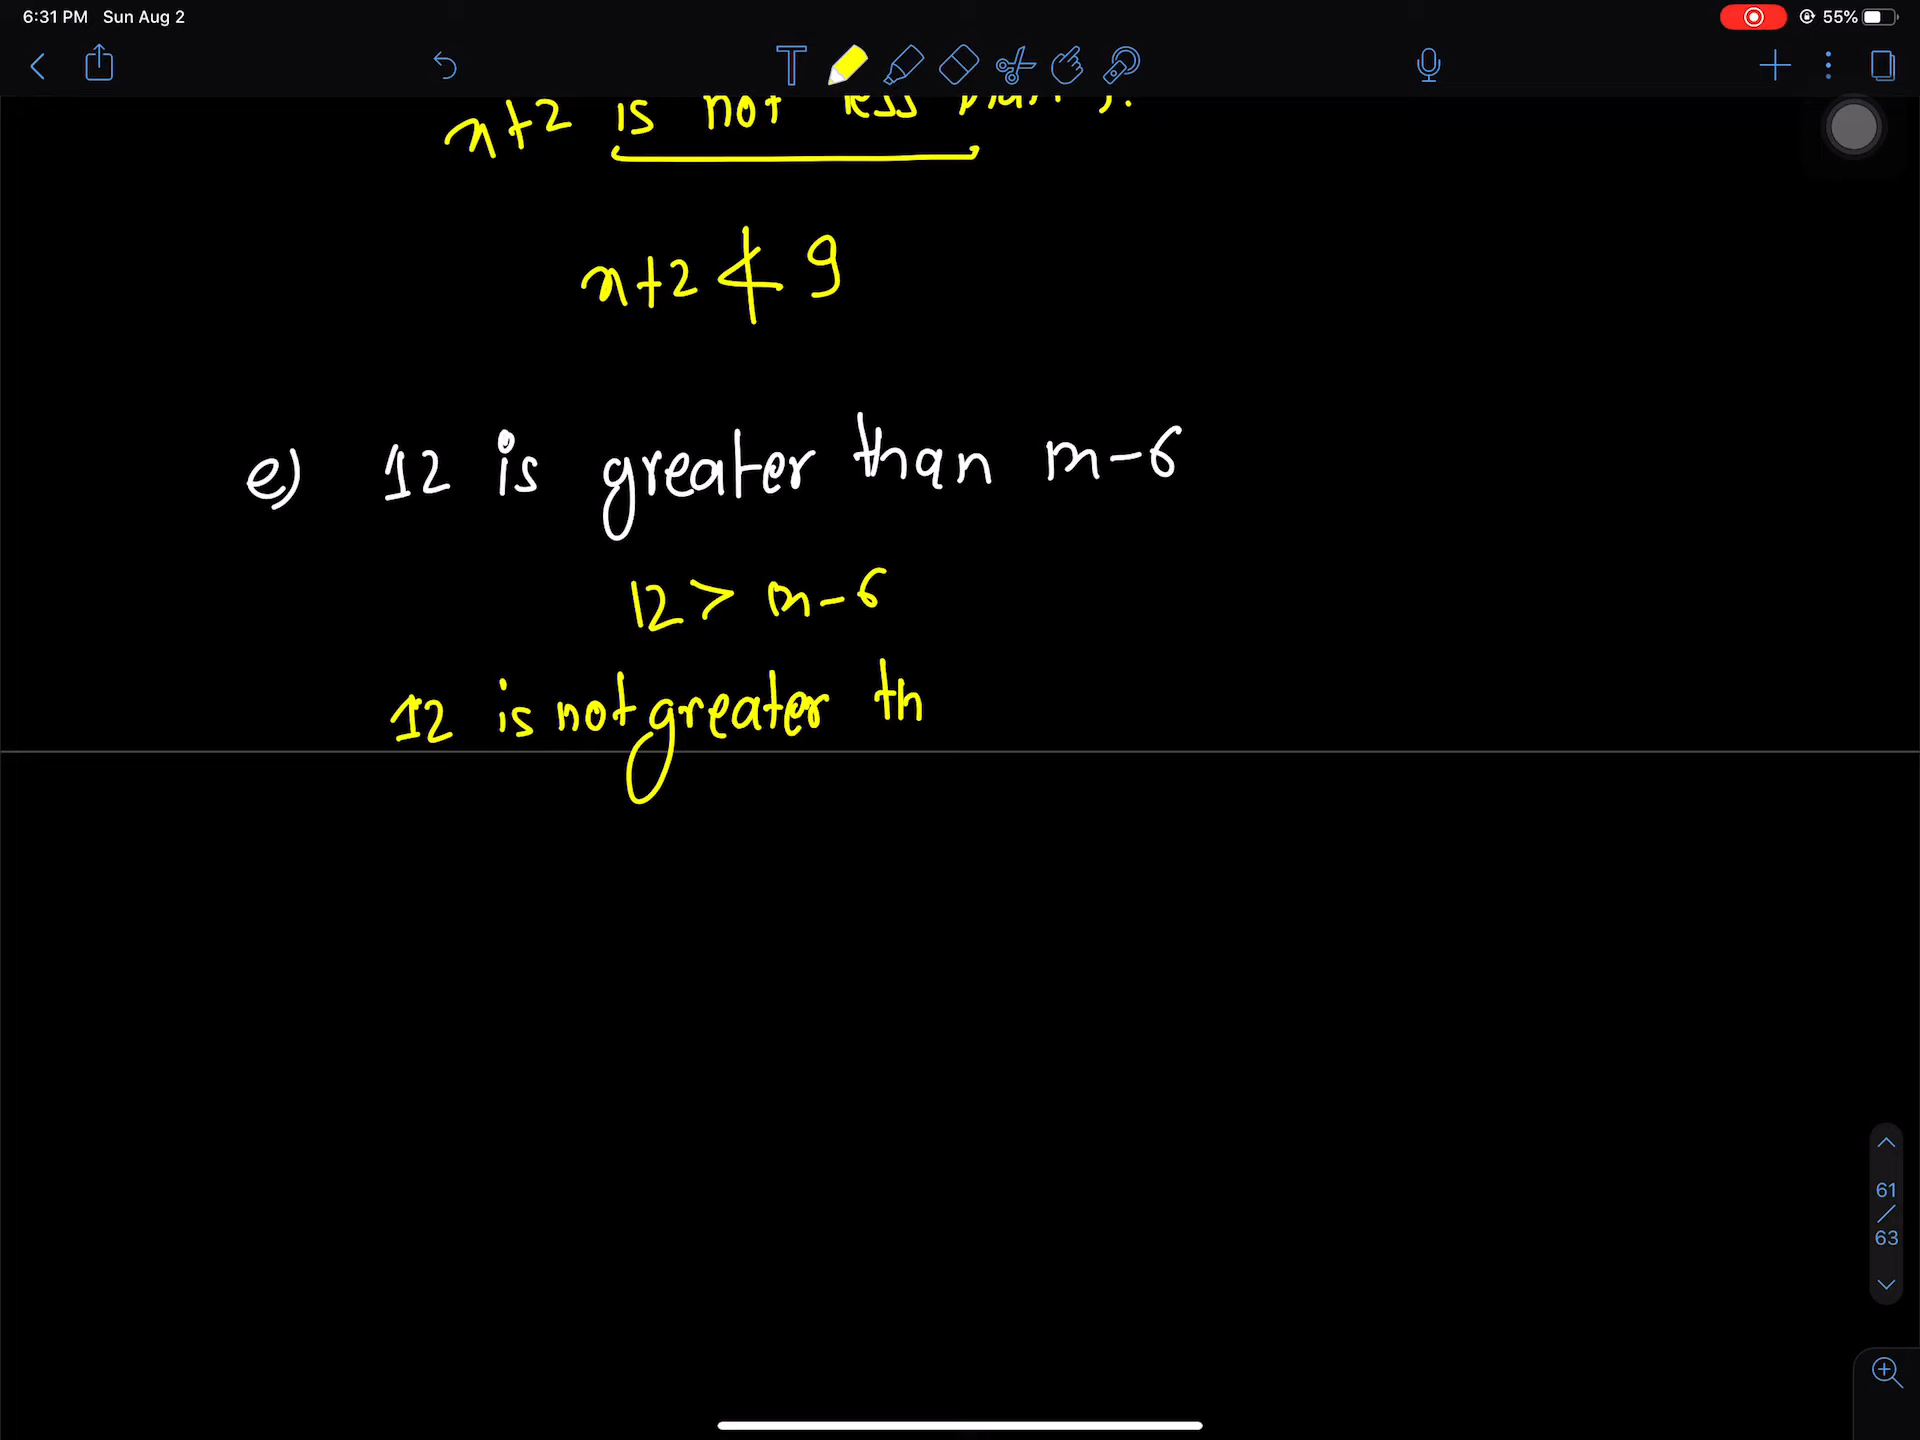 6:31 PM Sun Aug 2
55%
x+2 is not less
x+2 ≮ 9
e) 12 is greater than m-6
12 > m-6
12 is not greater th
61
/
63